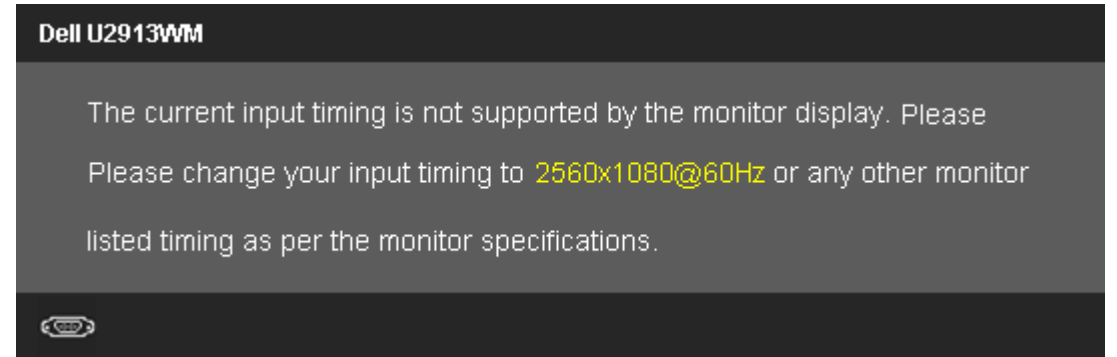 Dell U2913WM
The current input timing is not supported by the monitor display. Please
Please change your input timing to 2560x1080@60Hz or any other monitor
listed timing as per the monitor specifications.